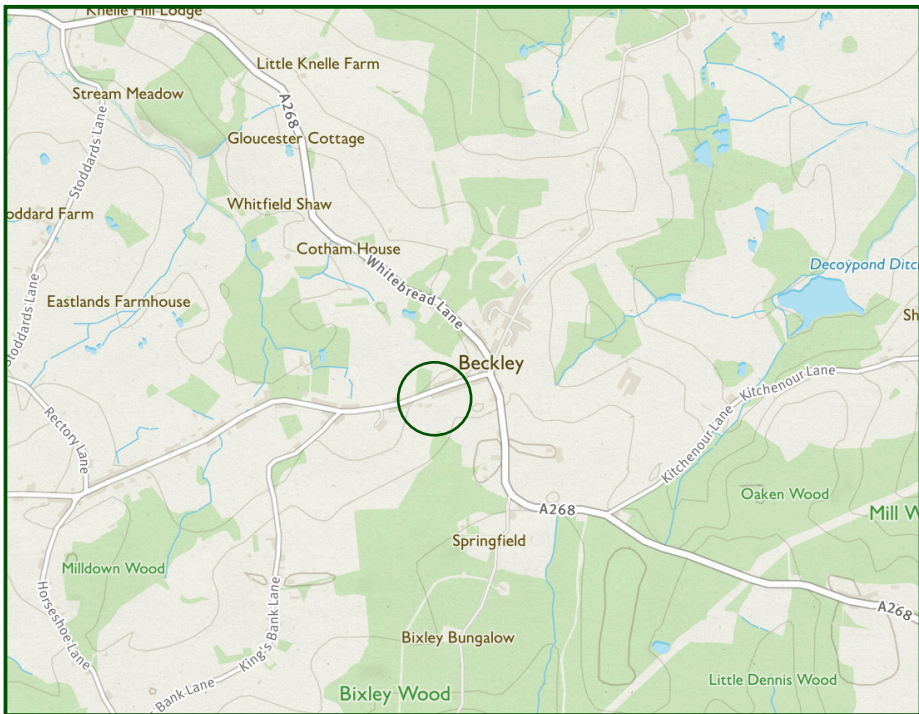 Knelle Hill Lodge
Little Knelle Farm
Stream Meadow
A268
Gloucester Cottage
Stoddards Lane
Whitfield Shaw
oddard Farm
Cotham House
Whitebread Lane
Decoypond Ditc
Eastlands Farmhouse
Stoddards Lane
Sh
Beckley
Kitchenour Lane
Kitchenour Lane
Rectory Lane
Oaken Wood
A268
Mill W
Springfield
Milldown Wood
Horseshoe Lane
King's Bank Lane
A268
Bixley Bungalow
Little Dennis Wood
Bank Lane
Bixley Wood